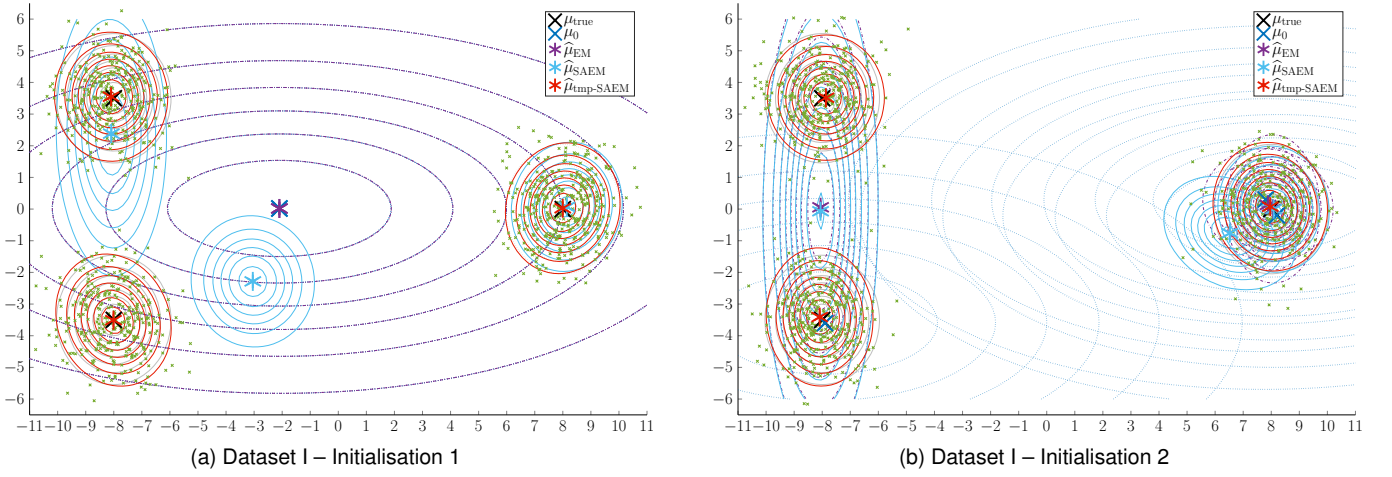 6
5
4
3
2
1
0
−1
−2
−3
−4
−5
−6
−11 −10 −9 −8 −7 −6 −5 −4 −3 −2 −1 0 1 2 3 4 5 6 7 8 9 10 11
μtrue
μ0
μ̂EM
μ̂SAEM
μ̂tmp-SAEM
(a) Dataset I – Initialisation 1
6
5
4
3
2
1
0
−1
−2
−3
−4
−5
−6
−11 −10 −9 −8 −7 −6 −5 −4 −3 −2 −1 0 1 2 3 4 5 6 7 8 9 10 11
μtrue
μ0
μ̂EM
μ̂SAEM
μ̂tmp-SAEM
(b) Dataset I – Initialisation 2